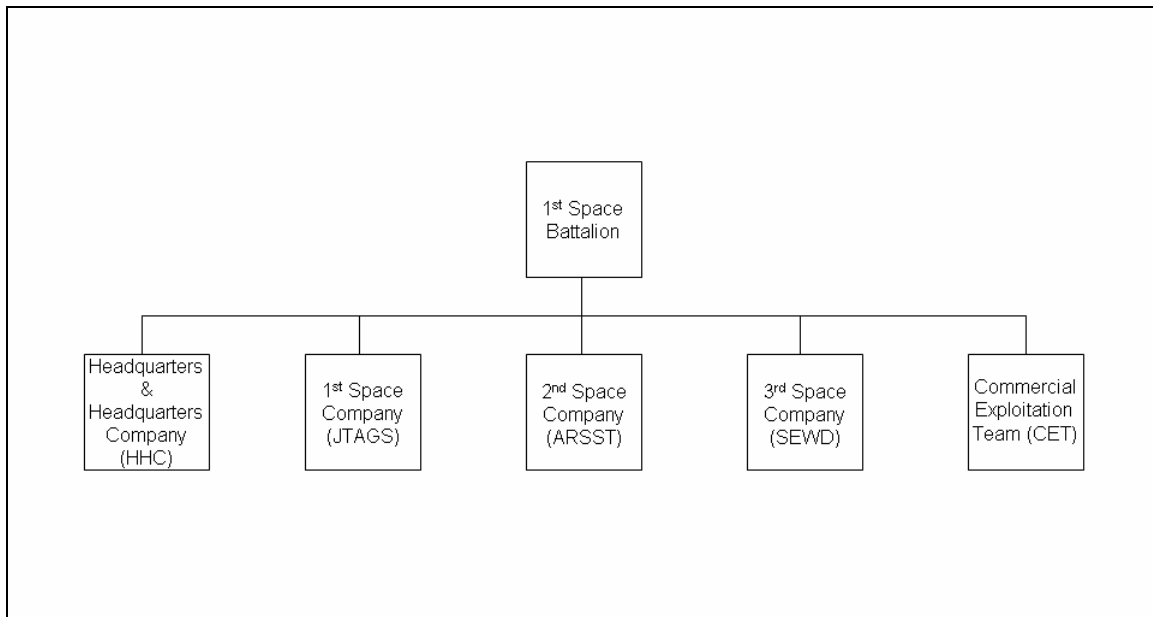 1st Space
Battalion
Headquarters
&
Headquarters
Company
(HHC)
1st Space
Company
(JTAGS)
2nd Space
Company
(ARSST)
3rd Space
Company
(SEWD)
Commercial
Exploitation
Team (CET)